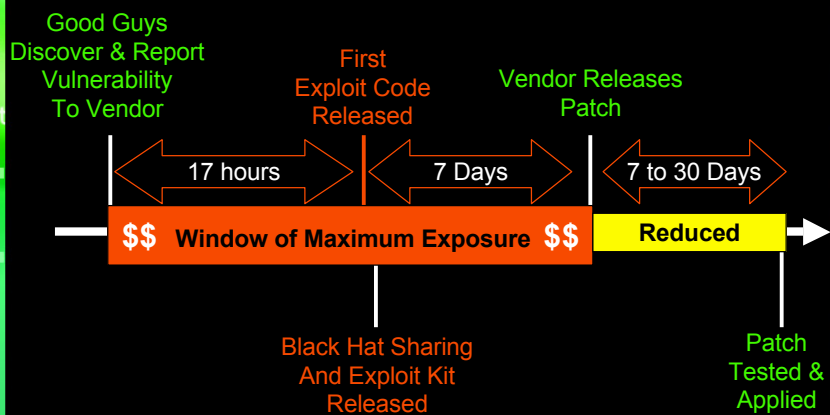 Good Guys
Discover & Report
Vulnerability
To Vendor
First
Exploit Code
Released
Vendor Releases
Patch
17 hours
7 Days
7 to 30 Days
$$ Window of Maximum Exposure $$
Reduced
Black Hat Sharing
And Exploit Kit
Released
Patch
Tested &
Applied